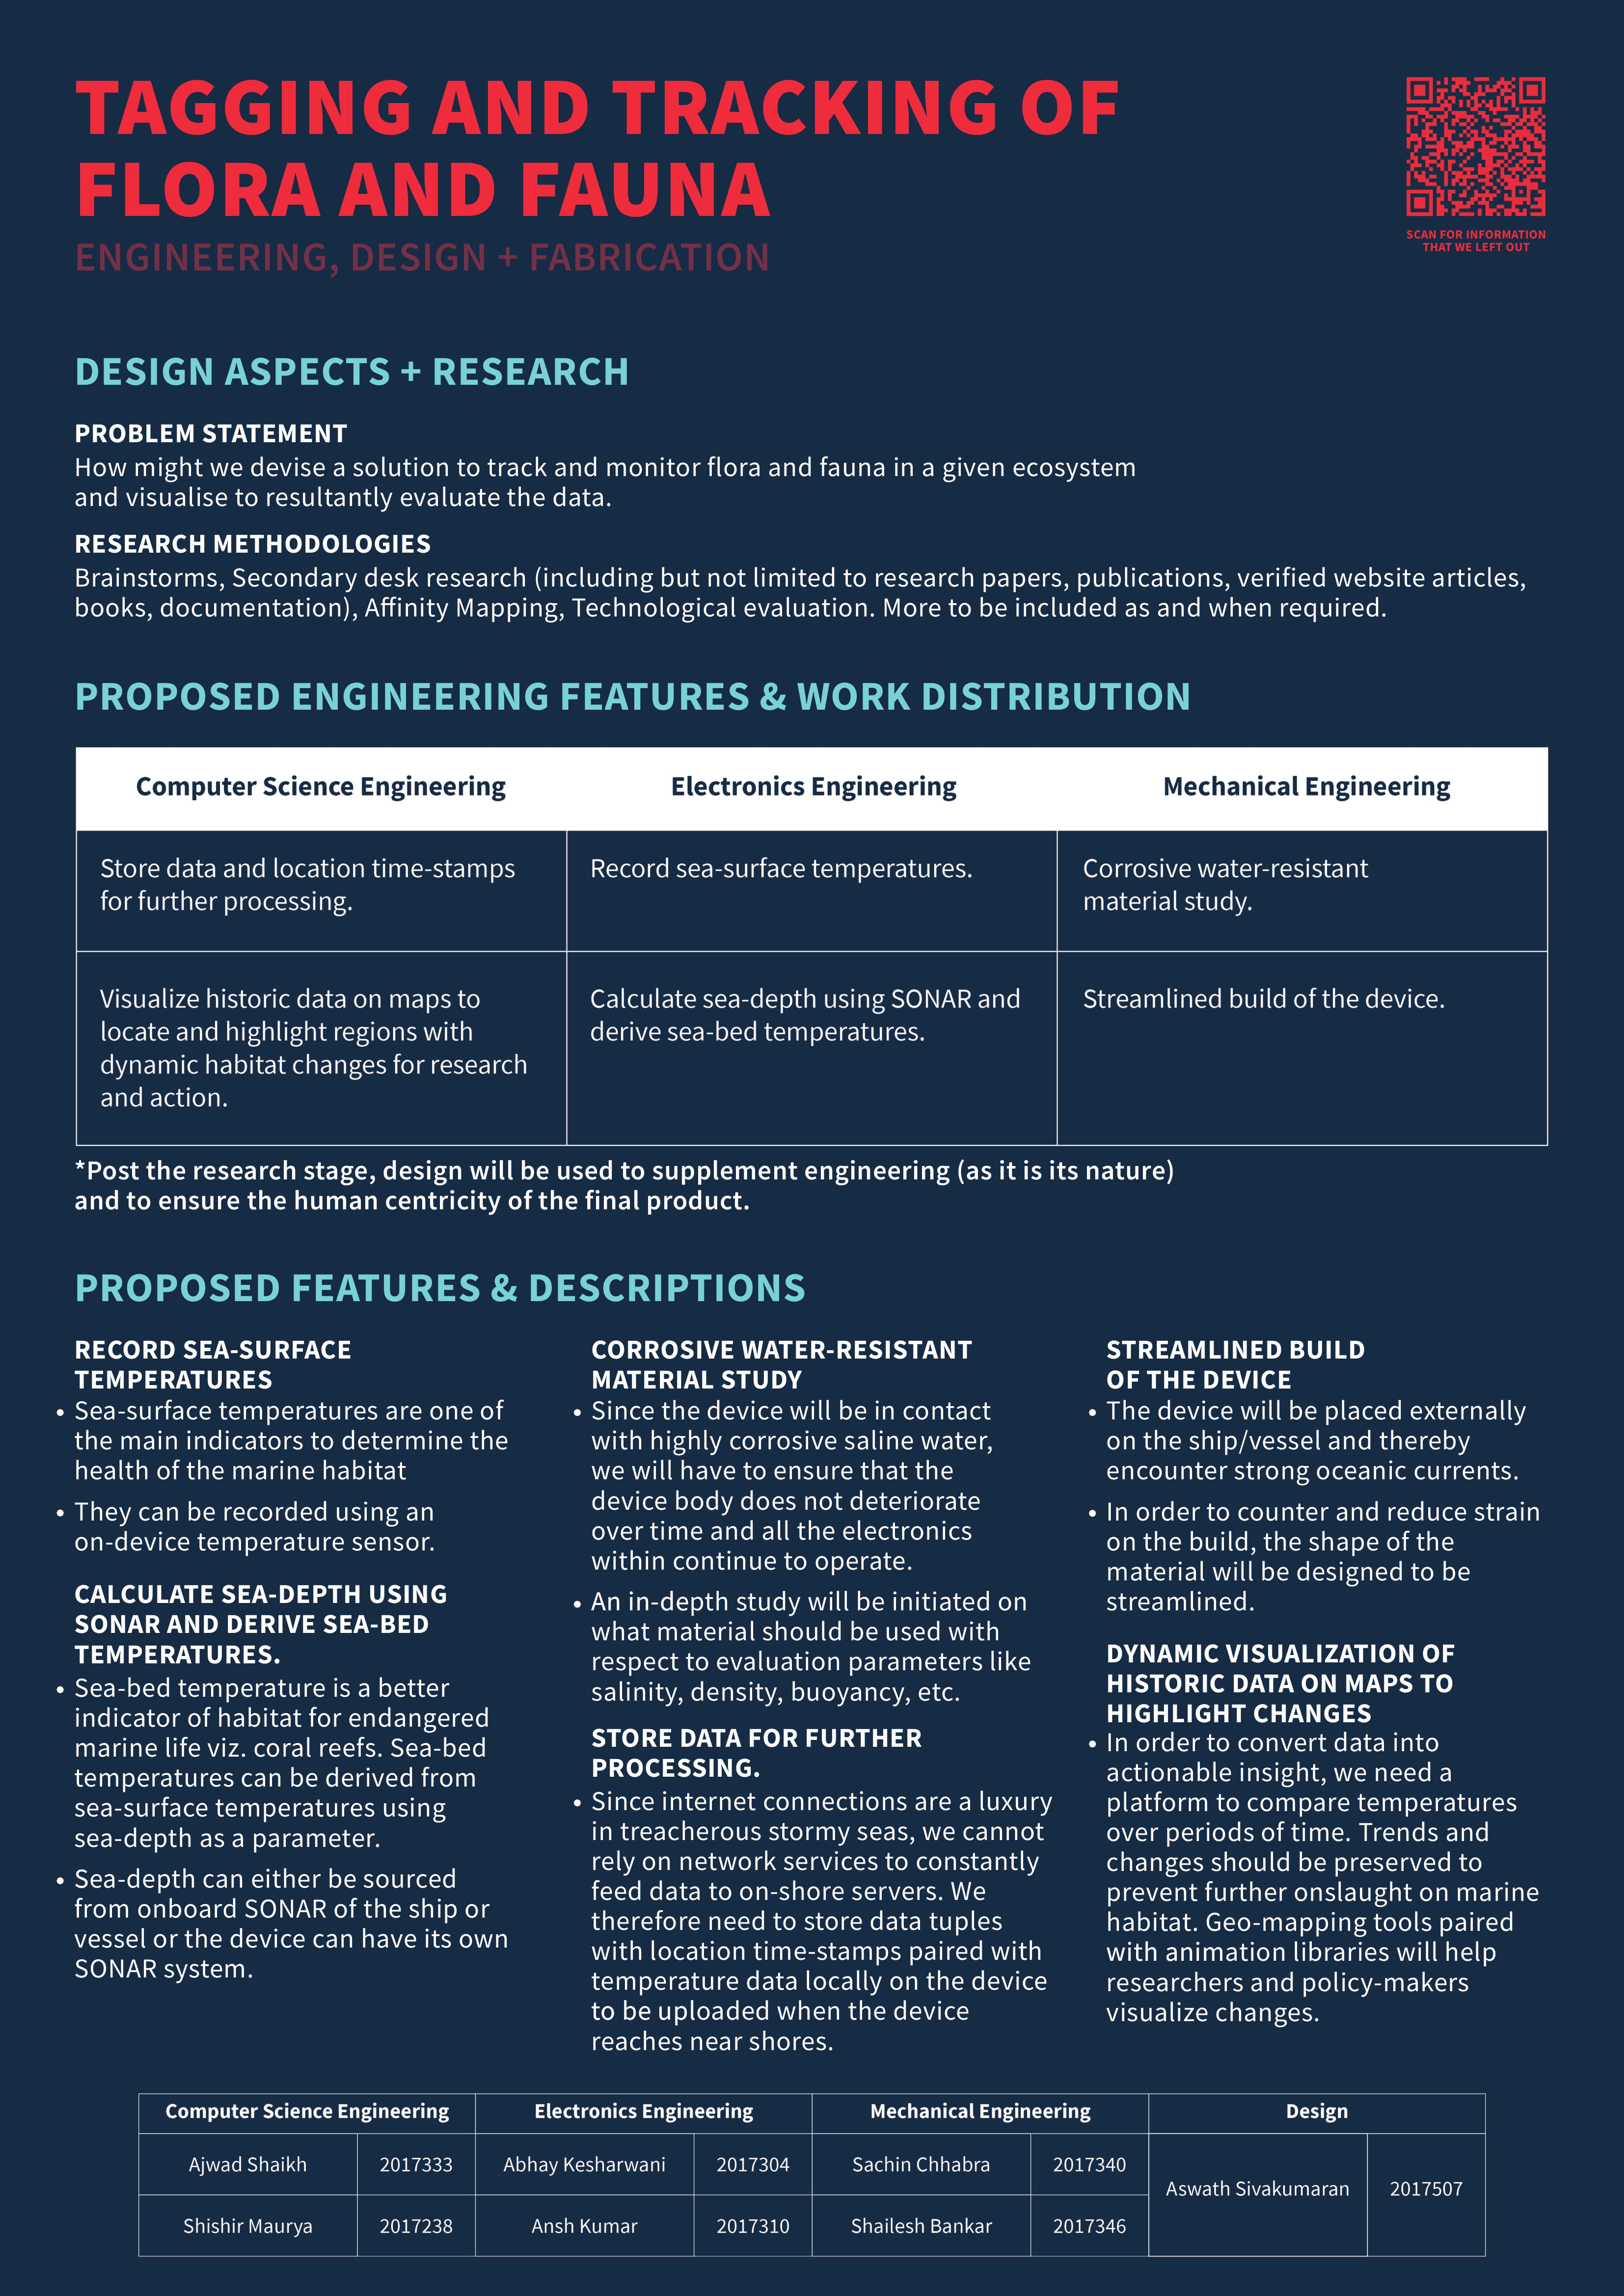 TAGGING AND TRACKING OF
FLORA AND FAUNA
ENGINEERING, DESIGN + FABRICATION
SCAN FOR INFORMATION
THAT WE LEFT OUT
DESIGN ASPECTS + RESEARCH
PROBLEM STATEMENT
How might we devise a solution to track and monitor flora and fauna in a given ecosystem
and visualise to resultantly evaluate the data.
RESEARCH METHODOLOGIES
Brainstorms, Secondary desk research (including but not limited to research papers, publications, verified website articles,
books, documentation), Affinity Mapping, Technological evaluation. More to be included as and when required.
PROPOSED ENGINEERING FEATURES & WORK DISTRIBUTION
Computer Science Engineering
Electronics Engineering
Mechanical Engineering
Store data and location time-stamps
for further processing.
Record sea-surface temperatures.
Corrosive water-resistant
material study.
Visualize historic data on maps to
locate and highlight regions with
dynamic habitat changes for research
and action.
Calculate sea-depth using SONAR and
derive sea-bed temperatures.
Streamlined build of the device.
*Post the research stage, design will be used to supplement engineering (as it is its nature)
and to ensure the human centricity of the final product.
PROPOSED FEATURES & DESCRIPTIONS
RECORD SEA-SURFACE
TEMPERATURES
• Sea-surface temperatures are one of
the main indicators to determine the
health of the marine habitat
• They can be recorded using an
on-device temperature sensor.
CALCULATE SEA-DEPTH USING
SONAR AND DERIVE SEA-BED
TEMPERATURES.
• Sea-bed temperature is a better
indicator of habitat for endangered
marine life viz. coral reefs. Sea-bed
temperatures can be derived from
sea-surface temperatures using
sea-depth as a parameter.
• Sea-depth can either be sourced
from onboard SONAR of the ship or
vessel or the device can have its own
SONAR system.
CORROSIVE WATER-RESISTANT
MATERIAL STUDY
• Since the device will be in contact
with highly corrosive saline water,
we will have to ensure that the
device body does not deteriorate
over time and all the electronics
within continue to operate.
• An in-depth study will be initiated on
what material should be used with
respect to evaluation parameters like
salinity, density, buoyancy, etc.
STORE DATA FOR FURTHER
PROCESSING.
• Since internet connections are a luxury
in treacherous stormy seas, we cannot
rely on network services to constantly
feed data to on-shore servers. We
therefore need to store data tuples
with location time-stamps paired with
temperature data locally on the device
to be uploaded when the device
reaches near shores.
STREAMLINED BUILD
OF THE DEVICE
• The device will be placed externally
on the ship/vessel and thereby
encounter strong oceanic currents.
• In order to counter and reduce strain
on the build, the shape of the
material will be designed to be
streamlined.
DYNAMIC VISUALIZATION OF
HISTORIC DATA ON MAPS TO
HIGHLIGHT CHANGES
• In order to convert data into
actionable insight, we need a
platform to compare temperatures
over periods of time. Trends and
changes should be preserved to
prevent further onslaught on marine
habitat. Geo-mapping tools paired
with animation libraries will help
researchers and policy-makers
visualize changes.
Computer Science Engineering
Electronics Engineering
Mechanical Engineering
Design
Ajwad Shaikh 2017333
Abhay Kesharwani 2017304
Sachin Chhabra 2017340
Aswath Sivakumaran 2017507
Shishir Maurya 2017238
Ansh Kumar 2017310
Shailesh Bankar 2017346